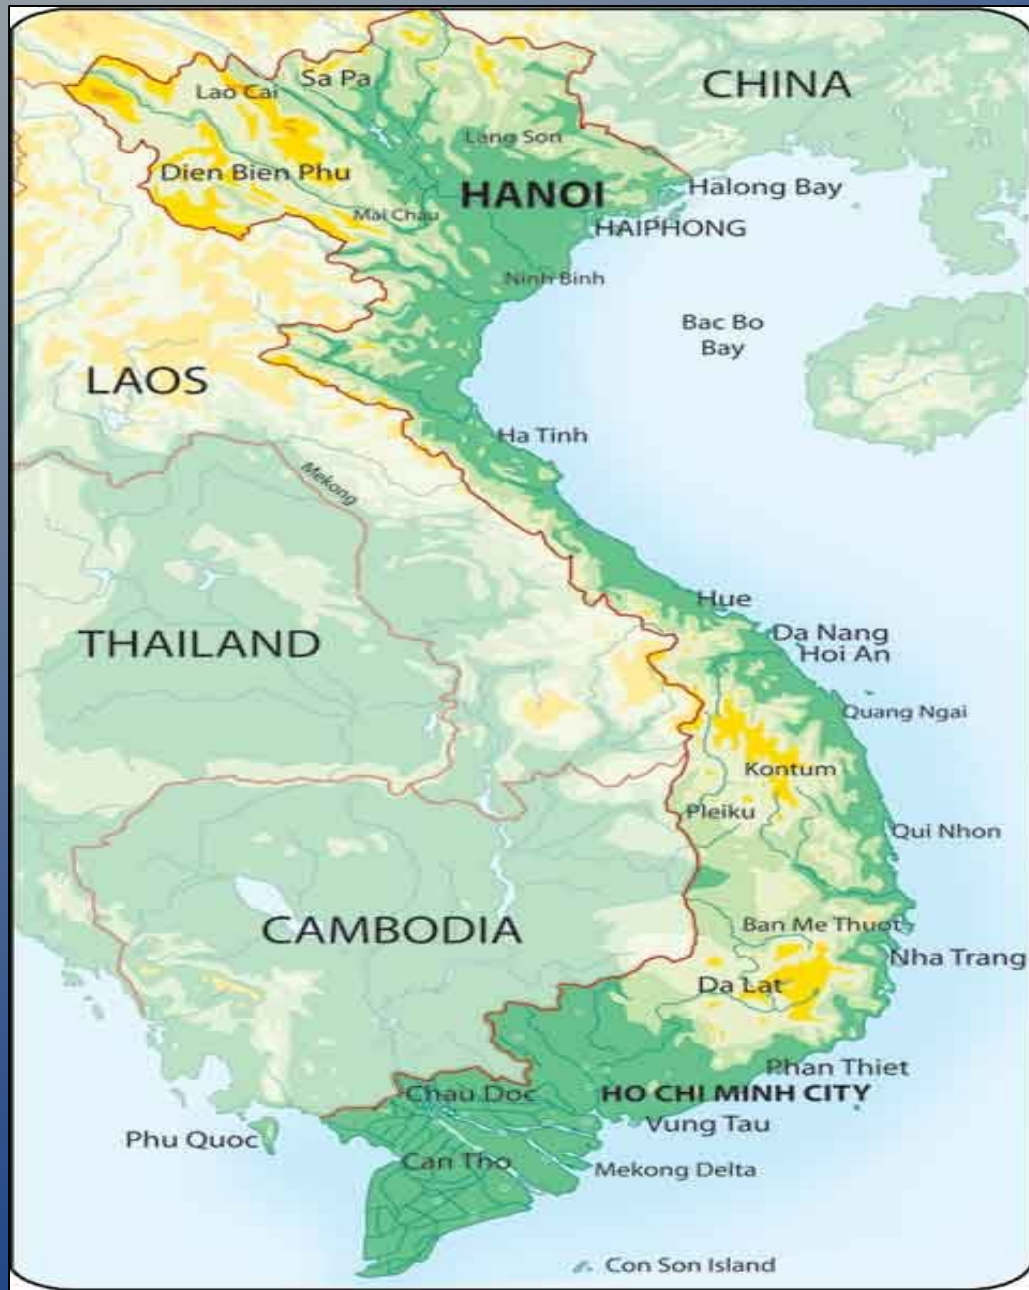 Sa Pa
CHINA
Lao Cai
Lang Son
Dien Bien Phu
HANOI
Halong Bay
Mai Chau
HAIPHONG
Ninh Binh
Bac Bo
Bay
LAOS
Ha Tinh
Mekong
Hue
THAILAND
Da Nang
Hoi An
Quang Ngai
Kontum
Pleiku
Qui Nhon
CAMBODIA
Ban Me Thuot
Nha Trang
Da Lat
Phan Thiet
Chau Doc
HO CHI MINH CITY
Vung Tau
Phu Quoc
Can Tho
Mekong Delta
Con Son Island